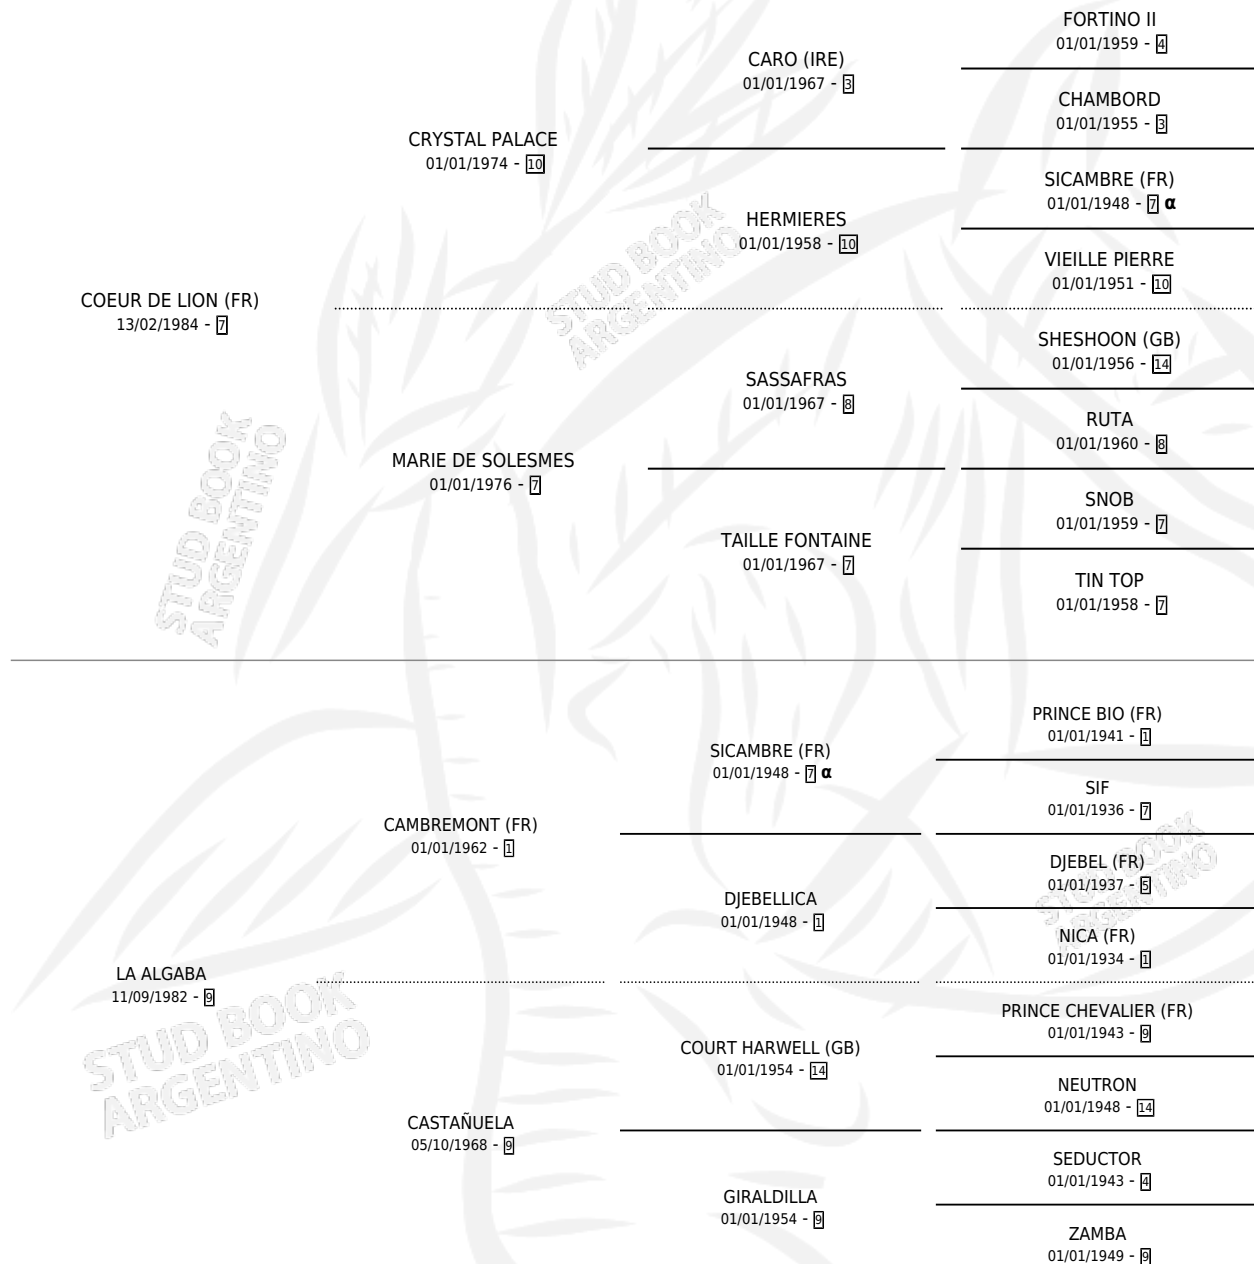 FORTINO II
01/01/1959 - 4
CARO (IRE)
01/01/1967 - 3
CHAMBORD
01/01/1955 - 3
CRYSTAL PALACE
01/01/1974 - 10
SICAMBRE (FR)
01/01/1948 - 7 α
HERMIERES
01/01/1958 - 10
VIEILLE PIERRE
01/01/1951 - 10
COEUR DE LION (FR)
13/02/1984 - 7
SHESHOON (GB)
01/01/1956 - 14
SASSAFRAS
01/01/1967 - 8
RUTA
01/01/1960 - 8
MARIE DE SOLESMES
01/01/1976 - 7
SNOB
01/01/1959 - 7
TAILLE FONTAINE
01/01/1967 - 7
TIN TOP
01/01/1958 - 7
STUD BOOK
ARGENTINO
STUD BOOK
ARGENTINO
PRINCE BIO (FR)
01/01/1941 - 1
SICAMBRE (FR)
01/01/1948 - 7 α
SIF
01/01/1936 - 7
CAMBREMONT (FR)
01/01/1962 - 1
DJEBEL (FR)
01/01/1937 - 5
DJEBELLICA
01/01/1948 - 1
NICA (FR)
01/01/1934 - 1
LA ALGABA
11/09/1982 - 9
PRINCE CHEVALIER (FR)
01/01/1943 - 9
COURT HARWELL (GB)
01/01/1954 - 14
NEUTRON
01/01/1948 - 14
CASTAÑUELA
05/10/1968 - 9
SEDUCTOR
01/01/1943 - 4
GIRALDILLA
01/01/1954 - 9
ZAMBA
01/01/1949 - 9
STUD BOOK
ARGENTINO
STUD BOOK
ARGENTINO